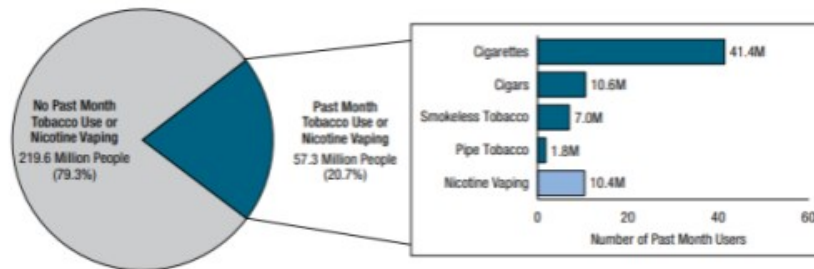 No Past Month
Tobacco Use or
Nicotine Vaping
219.6 Million People
(79.3%)
Past Month
Tobacco Use or
Nicotine Vaping
57.3 Million People
(20.7%)
Cigarettes 41.4M
Cigars 10.6M
Smokeless Tobacco 7.0M
Pipe Tobacco 1.8M
Nicotine Vaping 10.4M
0 20 40 60
Number of Past Month Users